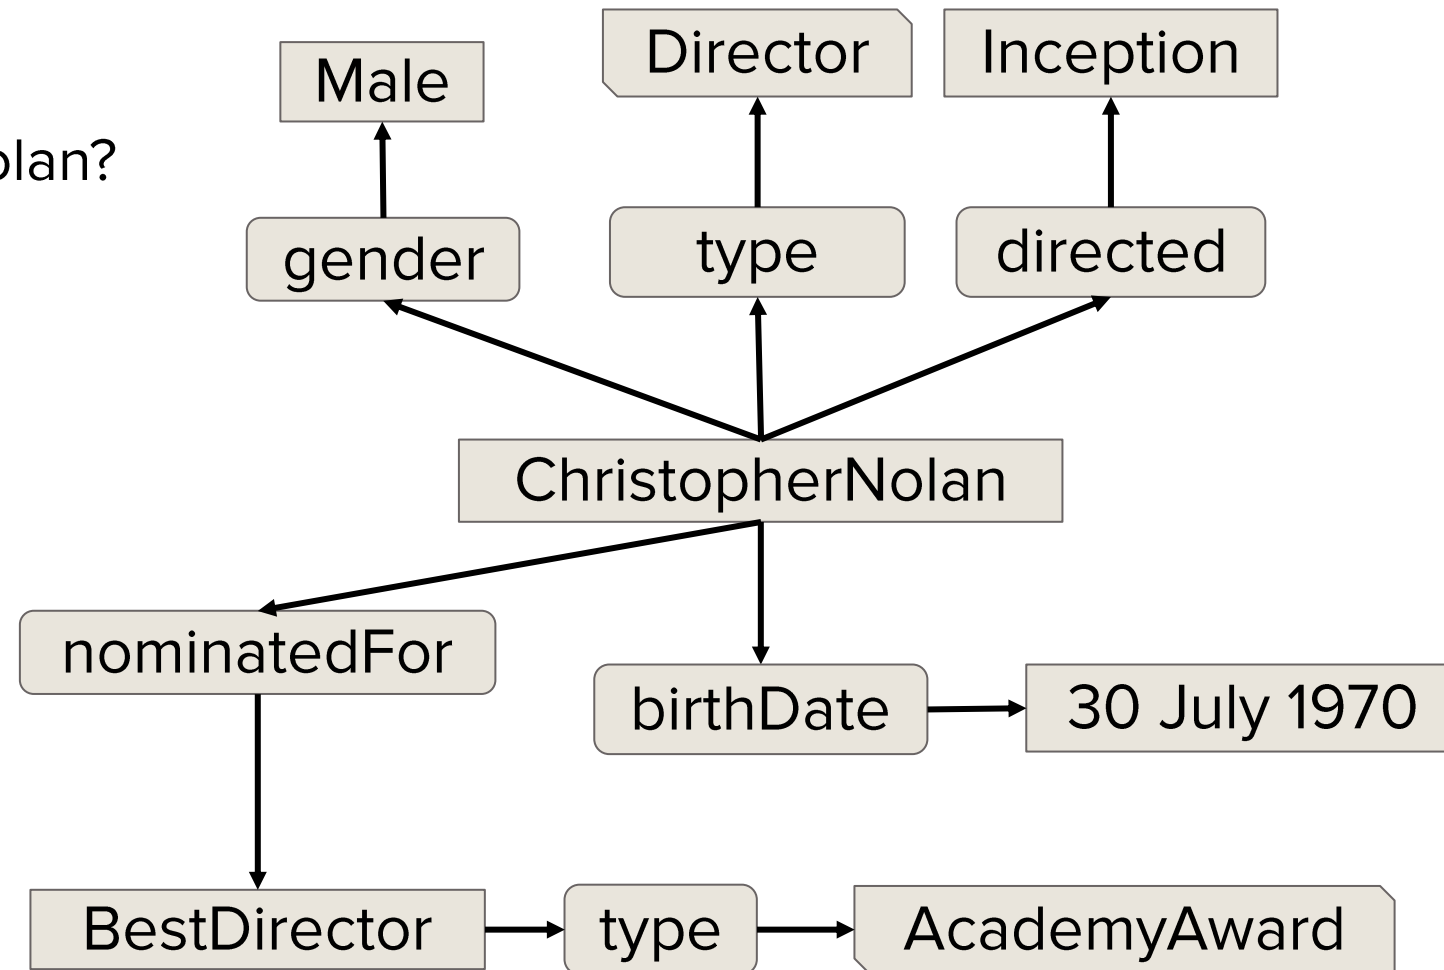 Director
Inception
Male
olan?
gender
type
directed
ChristopherNolan
nominatedFor
birthDate
30 July 1970
BestDirector
type
AcademyAward